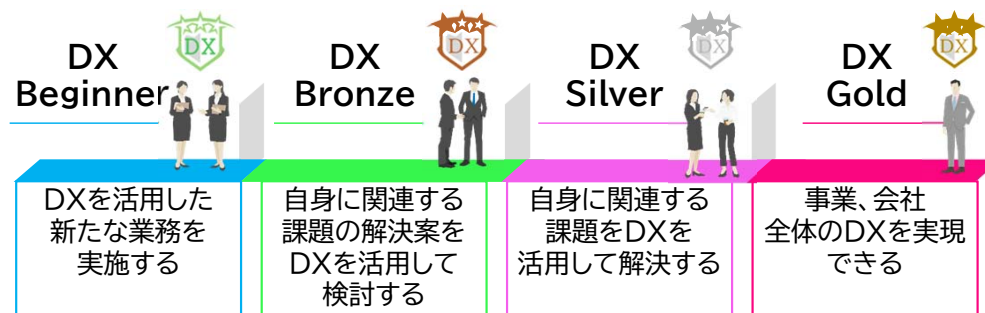 DX
DX
Beginner
DX
DX
Bronze
DX
DX
Silver
DX
DX
Gold
DXを活用した
新たな業務を
実施する
自身に関連する
課題の解決案を
DXを活用して
検討する
自身に関連する
課題をDXを
活用して解決する
事業、会社
全体のDXを実現
できる